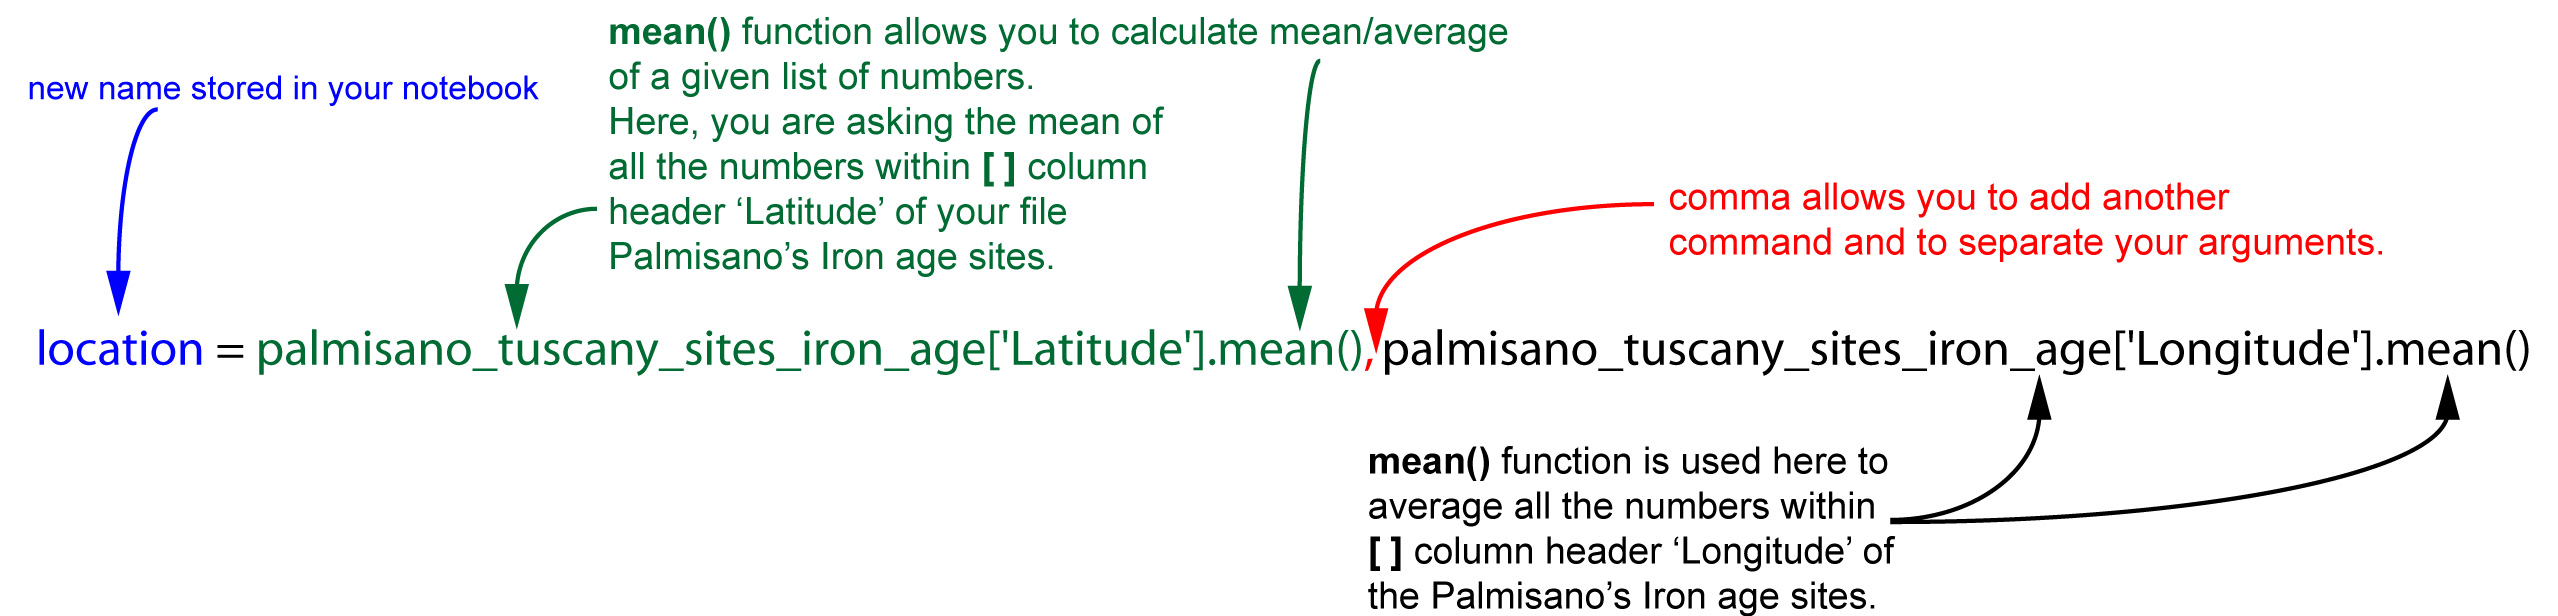 new name stored in your notebook
mean() function allows you to calculate mean/average
of a given list of numbers.
Here, you are asking the mean of
all the numbers within [ ] column
header ‘Latitude’ of your file
Palmisano’s Iron age sites.
comma allows you to add another
command and to separate your arguments.
location = palmisano_tuscany_sites_iron_age['Latitude'].mean(), palmisano_tuscany_sites_iron_age['Longitude'].mean()
mean() function is used here to
average all the numbers within
[ ] column header ‘Longitude’ of
the Palmisano’s Iron age sites.